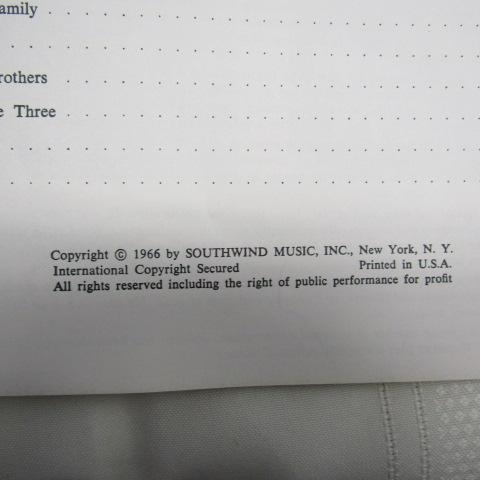 amily . . . . . . . . . . . . . . . .
. . . . . . . . . . . . . . . . . .
rothers . . . . . . . . . . . . . . .
e Three . . . . . . . . . . . . . . .
. . . . . . . . . . . . . . . . . .
. . . . . . . . . . . . . . . . . .
Copyright © 1966 by SOUTHWIND MUSIC, INC., New York, N. Y.
International Copyright Secured Printed in U.S.A.
All rights reserved including the right of public performance for profit